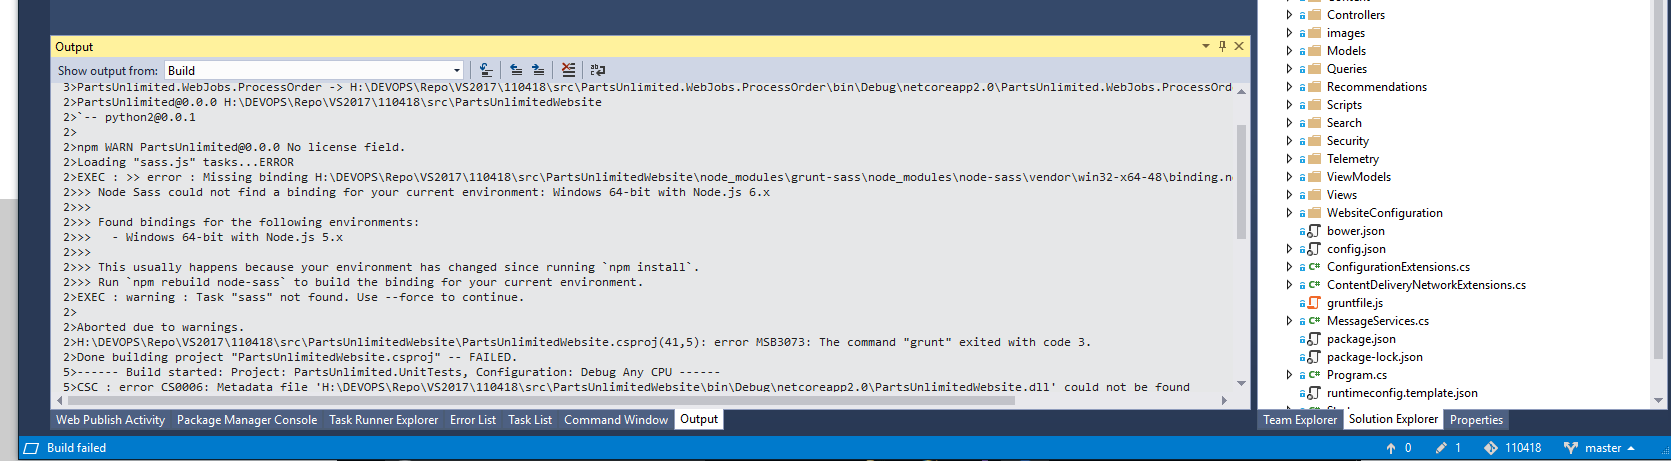 Output
Show output from: Build
3>PartsUnlimited.WebJobs.ProcessOrder -> H:\DEVOPS\Repo\VS2017\110418\src\PartsUnlimited.WebJobs.ProcessOrder\bin\Debug\netcoreapp2.0\PartsUnlimited.WebJobs.ProcessOrd
2>PartsUnlimited@0.0.0 H:\DEVOPS\Repo\VS2017\110418\src\PartsUnlimitedWebsite
2>`-- python2@0.0.1
2>
2>npm WARN PartsUnlimited@0.0.0 No license field.
2>Loading "sass.js" tasks...ERROR
2>EXEC : >> error : Missing binding H:\DEVOPS\Repo\VS2017\110418\src\PartsUnlimitedWebsite\node_modules\grunt-sass\node_modules\node-sass\vendor\win32-x64-48\binding.n
2>>> Node Sass could not find a binding for your current environment: Windows 64-bit with Node.js 6.x
2>>>
2>>> Found bindings for the following environments:
2>>>   - Windows 64-bit with Node.js 5.x
2>>>
2>>> This usually happens because your environment has changed since running `npm install`.
2>>> Run `npm rebuild node-sass` to build the binding for your current environment.
2>EXEC : warning : Task "sass" not found. Use --force to continue.
2>
2>Aborted due to warnings.
2>H:\DEVOPS\Repo\VS2017\110418\src\PartsUnlimitedWebsite\PartsUnlimitedWebsite.csproj(41,5): error MSB3073: The command "grunt" exited with code 3.
2>Done building project "PartsUnlimitedWebsite.csproj" -- FAILED.
5>------ Build started: Project: PartsUnlimited.UnitTests, Configuration: Debug Any CPU ------
5>CSC : error CS0006: Metadata file 'H:\DEVOPS\Repo\VS2017\110418\src\PartsUnlimitedWebsite\bin\Debug\netcoreapp2.0\PartsUnlimitedWebsite.dll' could not be found
Web Publish Activity Package Manager Console Task Runner Explorer Error List Task List Command Window Output
Controllers
images
Models
Queries
Recommendations
Scripts
Search
Security
Telemetry
ViewModels
Views
WebsiteConfiguration
bower.json
config.json
C# ConfigurationExtensions.cs
C# ContentDeliveryNetworkExtensions.cs
gruntfile.js
C# MessageServices.cs
package.json
package-lock.json
C# Program.cs
runtimeconfig.template.json
Team Explorer Solution Explorer Properties
Build failed 0 1 110418 master